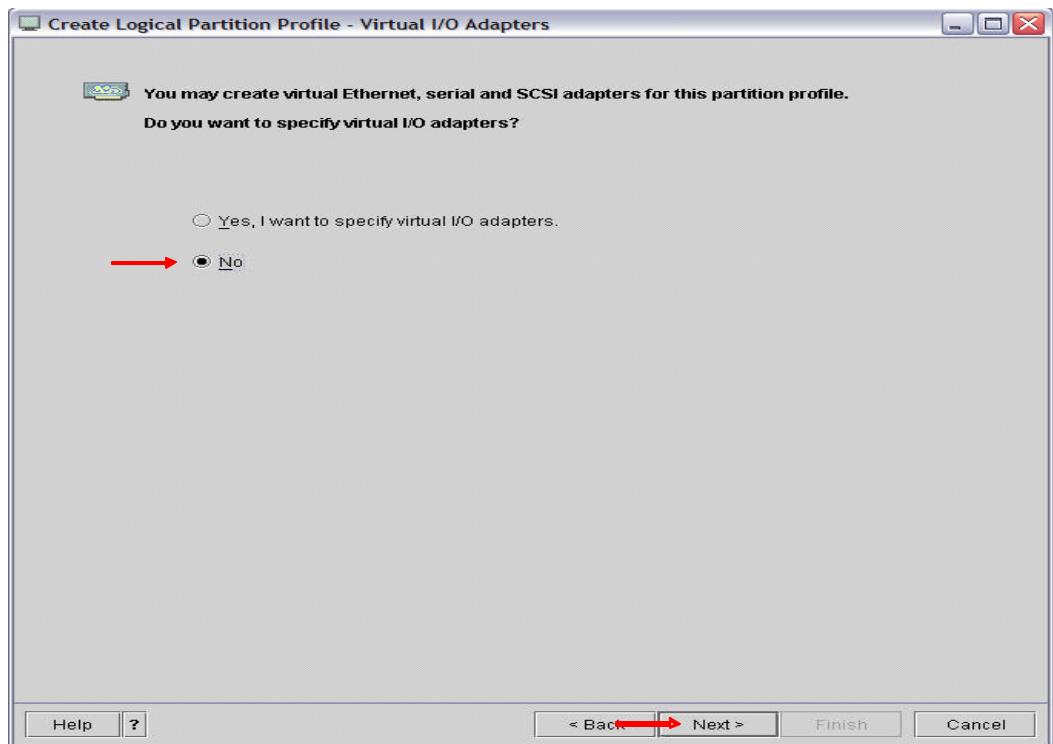 Create Logical Partition Profile - Virtual I/O Adapters
You may create virtual Ethernet, serial and SCSI adapters for this partition profile.
Do you want to specify virtual I/O adapters?
Yes, I want to specify virtual I/O adapters.
No
Help ? < Back Next > Finish Cancel